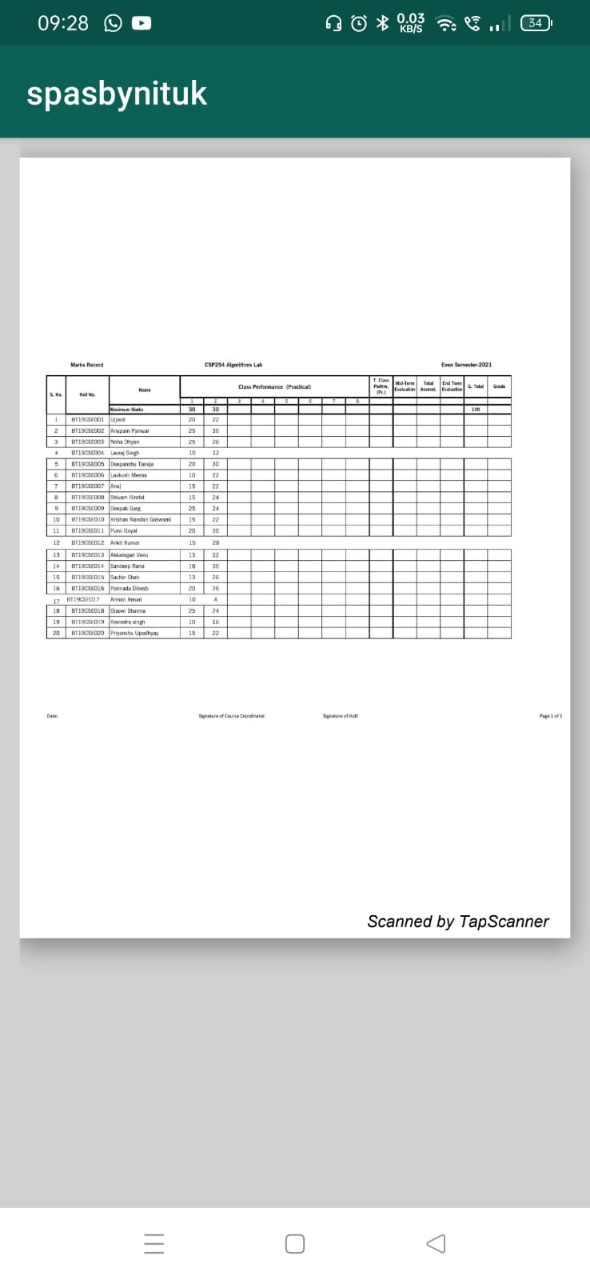 09:28 0.03 KB/S 34
spasbynituk
Marks Record CSP254 Algorithms Lab Even Semester-2021
S. No. Roll No. Name Class Performance (Practical) T. Class Perfrm. (Pr.) Mid-Term Evaluation Total Assesd. End Term Evaluation G. Total Grade
1 2 3 4 5 6 7 8
Maximum Marks 30 30 100
1 BT19CSE001 Ujjwal 20 22
2 BT19CSE002 Anupam Panwar 25 30
3 BT19CSE003 Neha Dhyan 25 26
4 BT19CSE004 Lavraj Singh 10 12
5 BT19CSE005 Deepanshu Taneja 20 30
6 BT19CSE006 Lavkush Meena 10 22
7 BT19CSE007 Anuj 15 22
8 BT19CSE008 Shivam Bindal 15 24
9 BT19CSE009 Deepak Garg 25 24
10 BT19CSE010 Krishan Nandan Goswami 15 22
11 BT19CSE011 Purvi Goyal 20 30
12 BT19CSE012 Ankit Kumar 15 28
13 BT19CSE013 Venu 13 22
14 BT19CSE014 Sandeep Rana 18 30
15 BT19CSE015 Sachin Shah 13 26
16 BT19CSE016 Ponnada Dinesh 20 26
17 BT19CSE017 Arman Ansari 10 A
18 BT19CSE018 Ojaswi Sharma 25 24
19 BT19CSE019 Ravindra singh 10 16
20 BT19CSE020 Priyanshu Upadhyay 15 22
Date: Signature of Course Coordinator Signature of HoD Page 1 of 1
Scanned by TapScanner